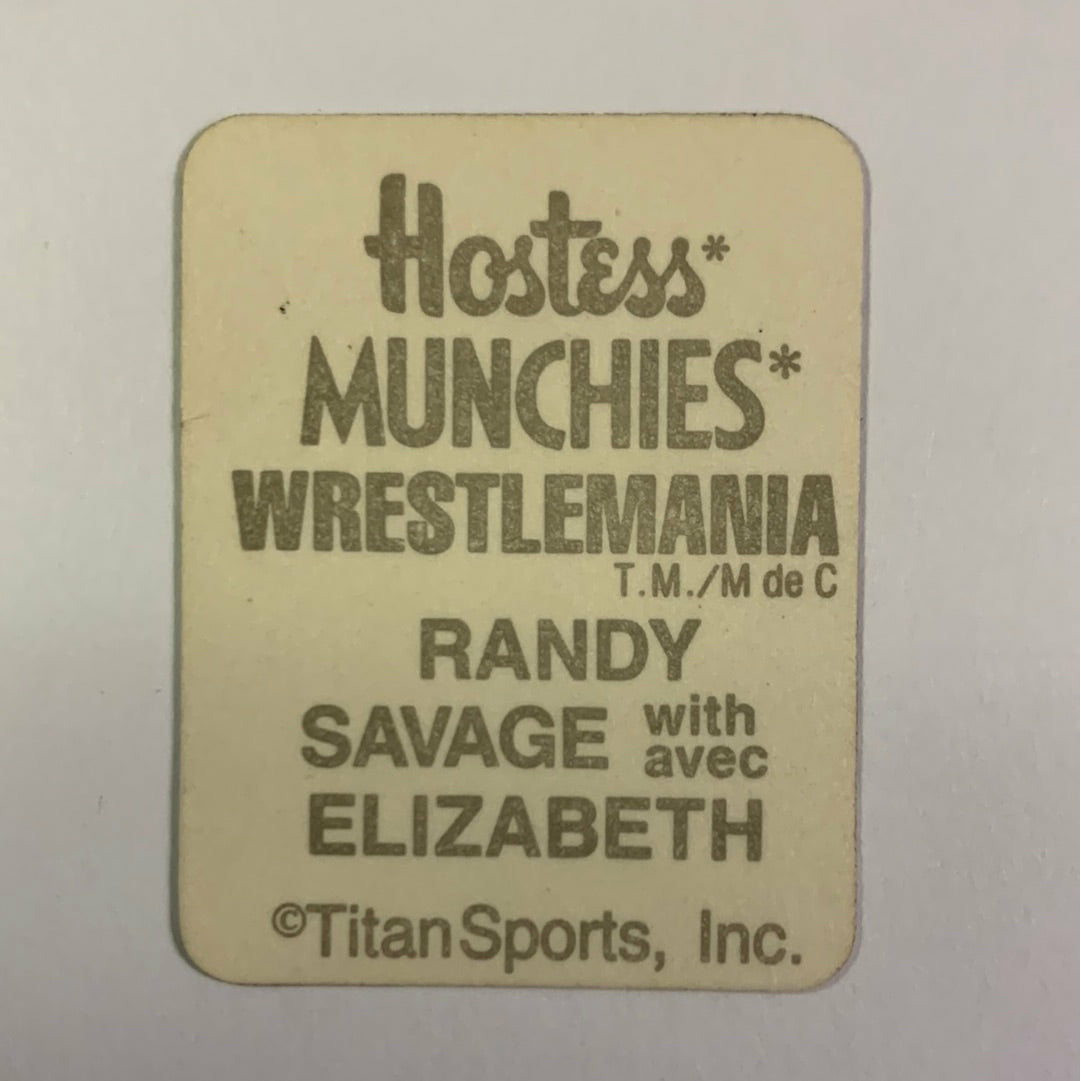 Hostess*
MUNCHIES*
WRESTLEMANIA
T.M./M de C
RANDY
SAVAGE with
avec
ELIZABETH
©Titan Sports, Inc.